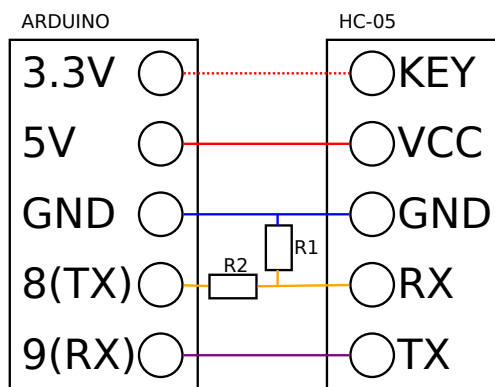 ARDUINO
HC-05
3.3V
KEY
5V
VCC
GND
GND
R1
R2
8(TX)
RX
9(RX)
TX